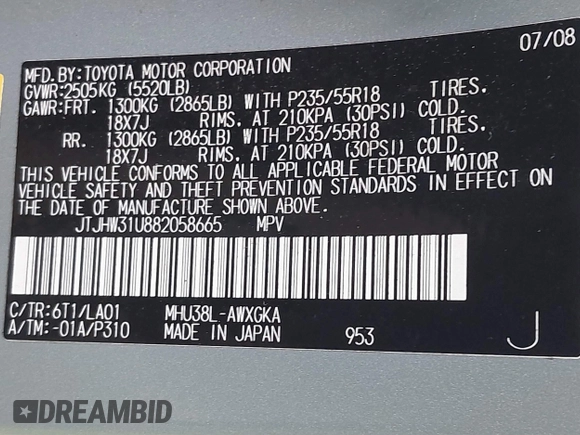 07/08
MFD.BY:TOYOTA MOTOR CORPORATION
GVWR:2505KG (5520LB)
GAWR:FRT. 1300KG (2865LB) WITH P235/55R18 TIRES,
18X7J RIMS, AT 210KPA (30PSI) COLD.
RR. 1300KG (2865LB) WITH P235/55R18 TIRES,
18X7J RIMS, AT 210KPA (30PSI) COLD.
THIS VEHICLE CONFORMS TO ALL APPLICABLE FEDERAL MOTOR
VEHICLE SAFETY AND THEFT PREVENTION STANDARDS IN EFFECT ON
THE DATE OF MANUFACTURE SHOWN ABOVE.
JTJHW31U882058665 MPV
C/TR:6T1/LA01 MHU38L-AWXGKA
A/TM:-01A/P310 MADE IN JAPAN 953 J
DREAMBID